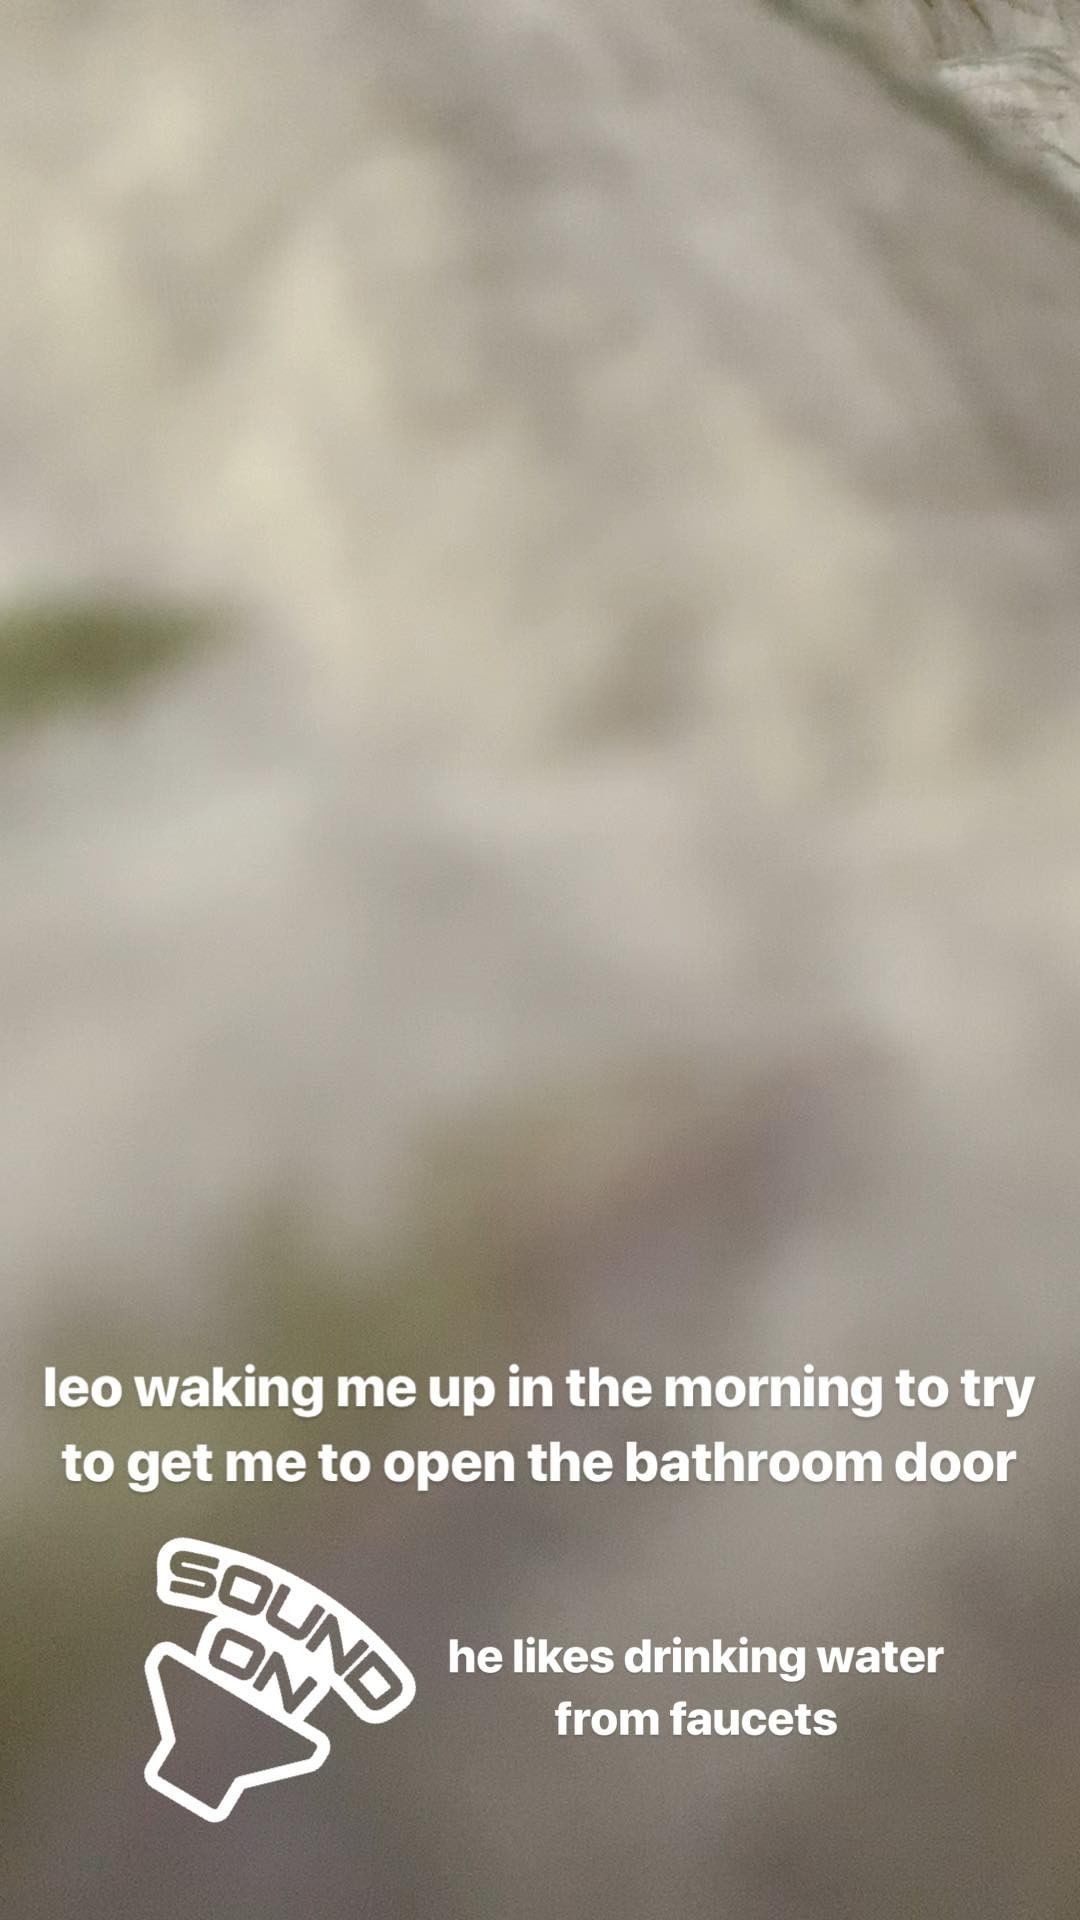 leo waking me up in the morning to try
to get me to open the bathroom door
SOUND
ON
he likes drinking water
from faucets